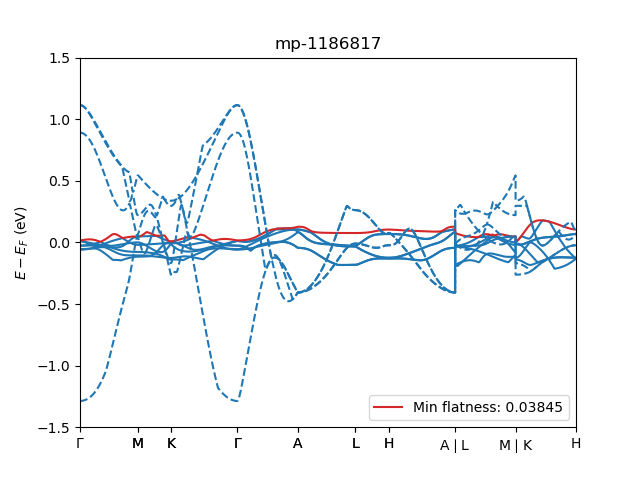 mp-1186817
E − E_F (eV)
1.5
1.0
0.5
0.0
−0.5
−1.0
−1.5
Min flatness: 0.03845
Γ M K Γ A L H A | L M | K H